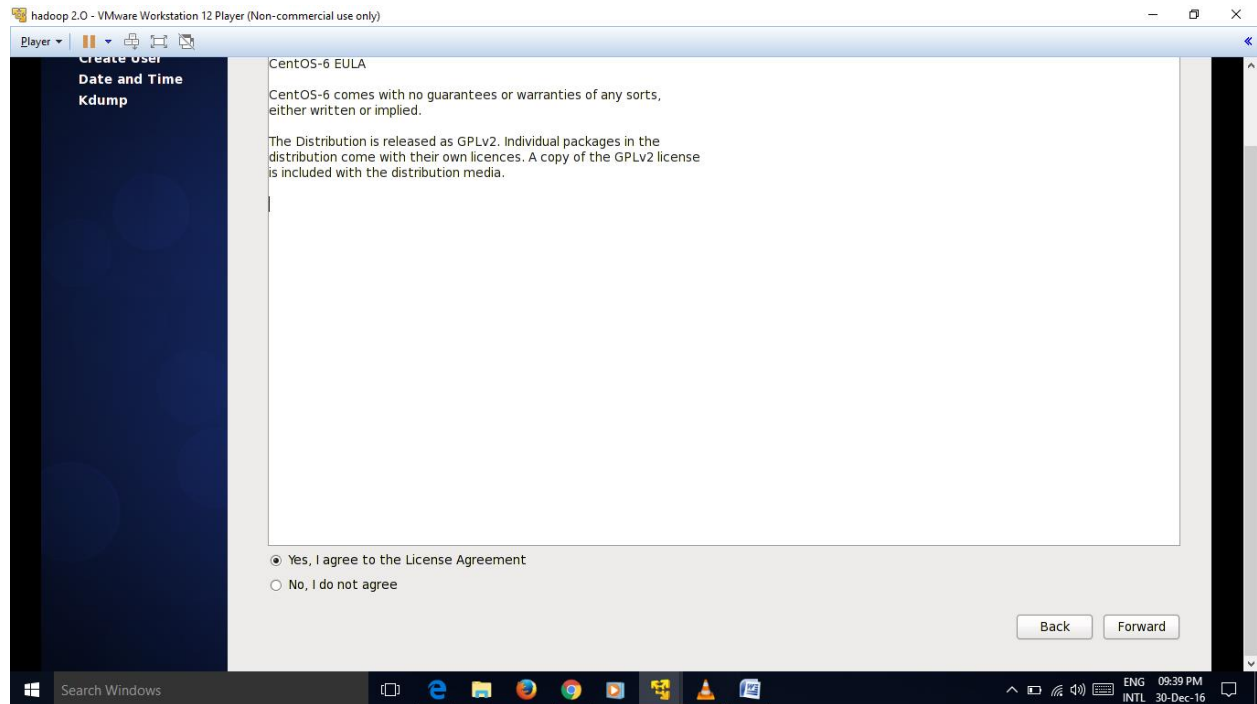 hadoop 2.O - VMware Workstation 12 Player (Non-commercial use only)
Player
Create User
Date and Time
Kdump
CentOS-6 EULA
CentOS-6 comes with no guarantees or warranties of any sorts,
either written or implied.
The Distribution is released as GPLv2. Individual packages in the
distribution come with their own licences. A copy of the GPLv2 license
is included with the distribution media.
Yes, I agree to the License Agreement
No, I do not agree
Back Forward
Search Windows
ENG 09:39 PM
INTL 30-Dec-16